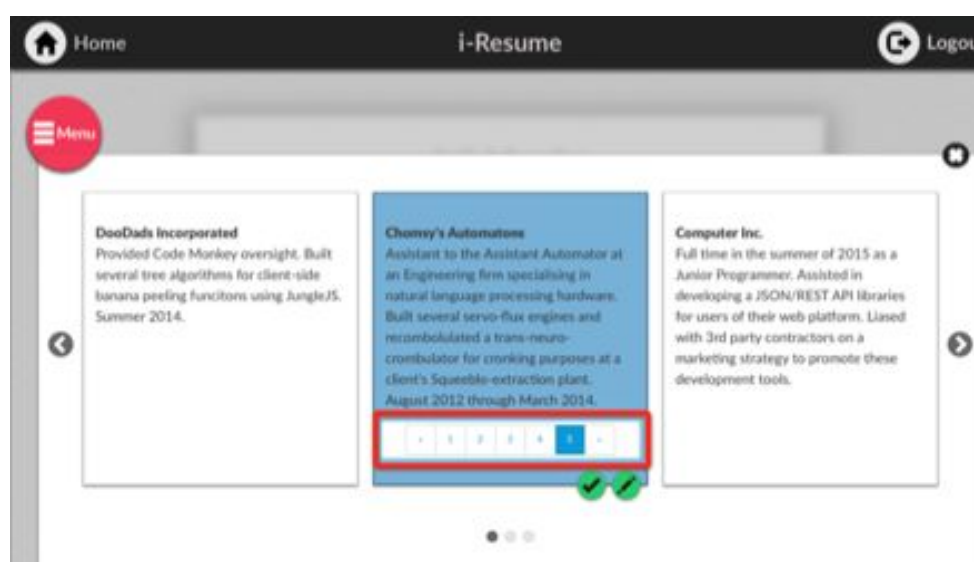 Home
i-Resume
Logou
Menu
DooDads Incorporated
Provided Code Monkey oversight. Built
several tree algorithms for client-side
banana peeling funcitons using JungleJS.
Summer 2014.
Chomsy's Automatons
Assistant to the Assistant Automator at
an Engineering firm specialising in
natural language processing hardware.
Built several servo-flux engines and
recombolulated a trans-neuro-
crombulator for cronking purposes at a
client's Squeeble-extraction plant.
August 2012 through March 2014.
« 1 2 3 4 5 »
Computer Inc.
Full time in the summer of 2015 as a
Junior Programmer. Assisted in
developing a JSON/REST API libraries
for users of their web platform. Liased
with 3rd party contractors on a
marketing strategy to promote these
development tools.